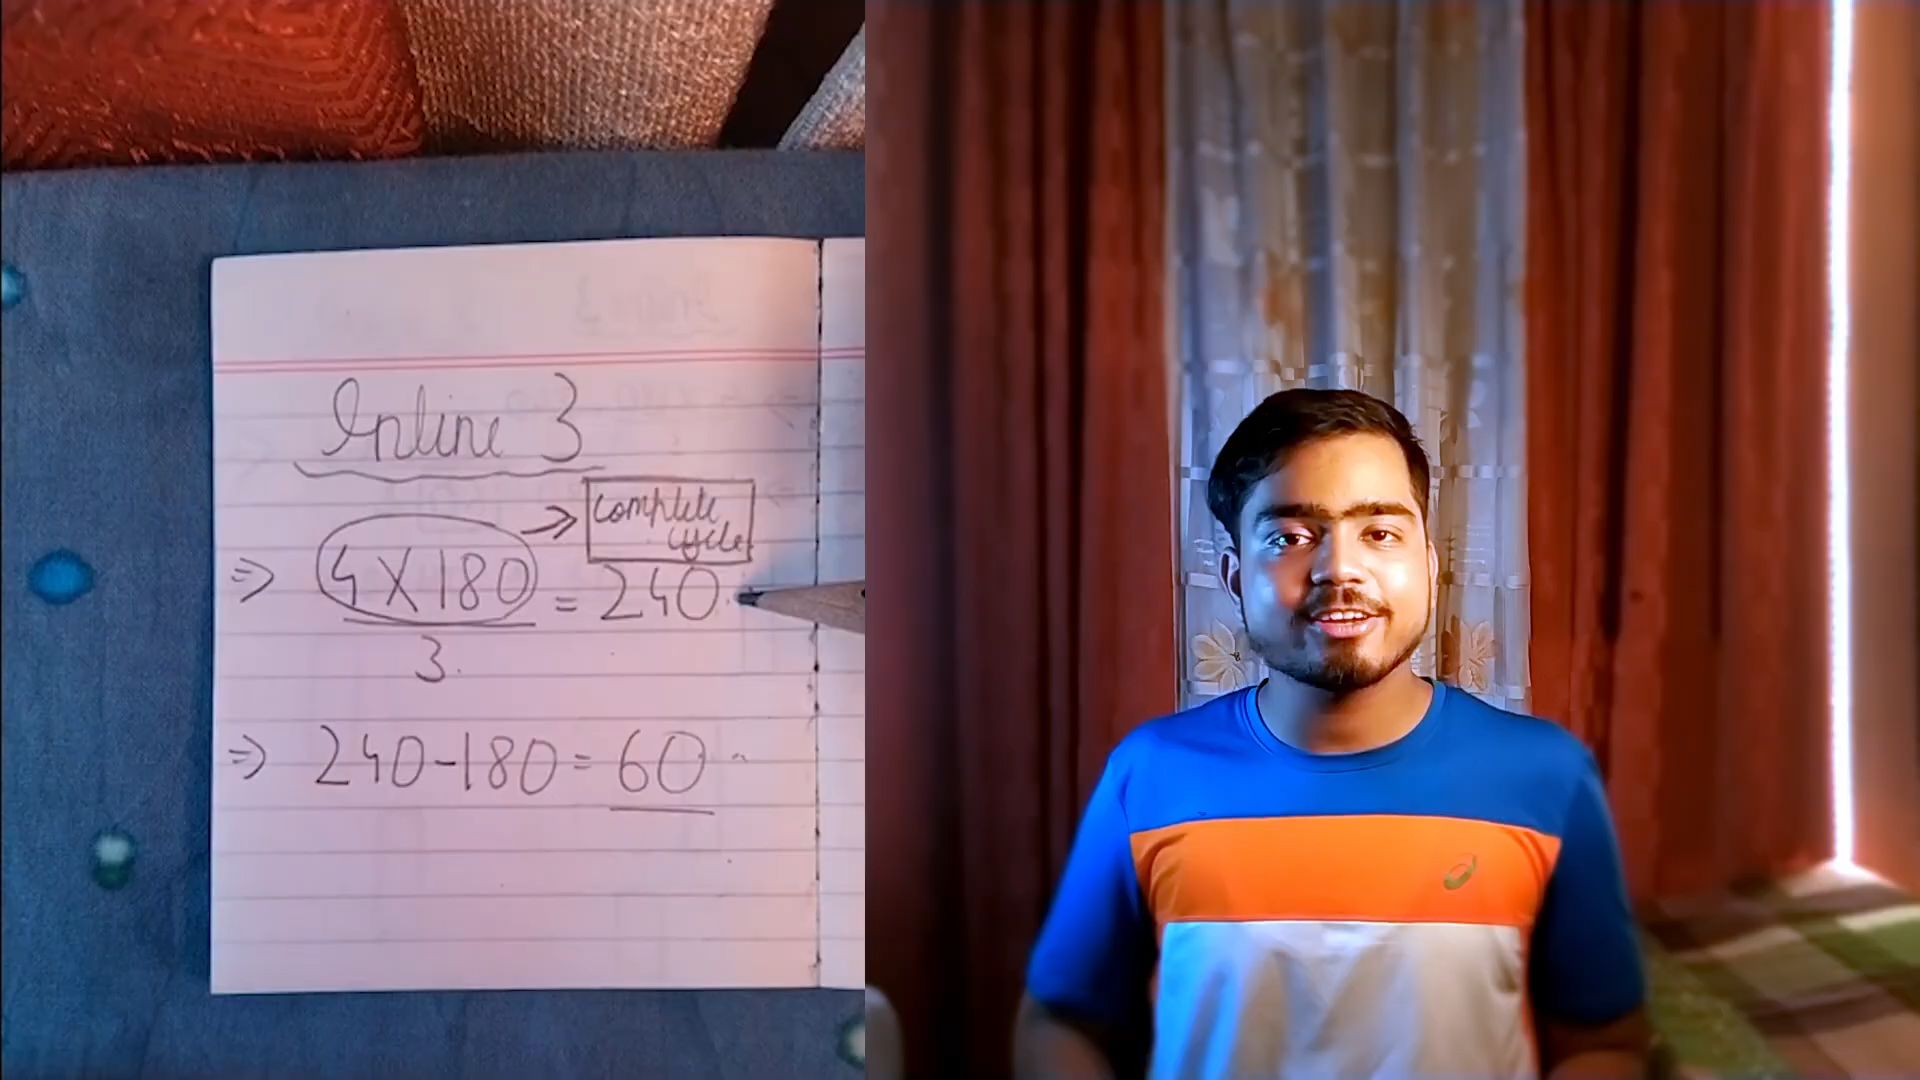 Inline 3
complete
cycle
⇒ 4 X 180 = 240
3
⇒ 240 - 180 = 60